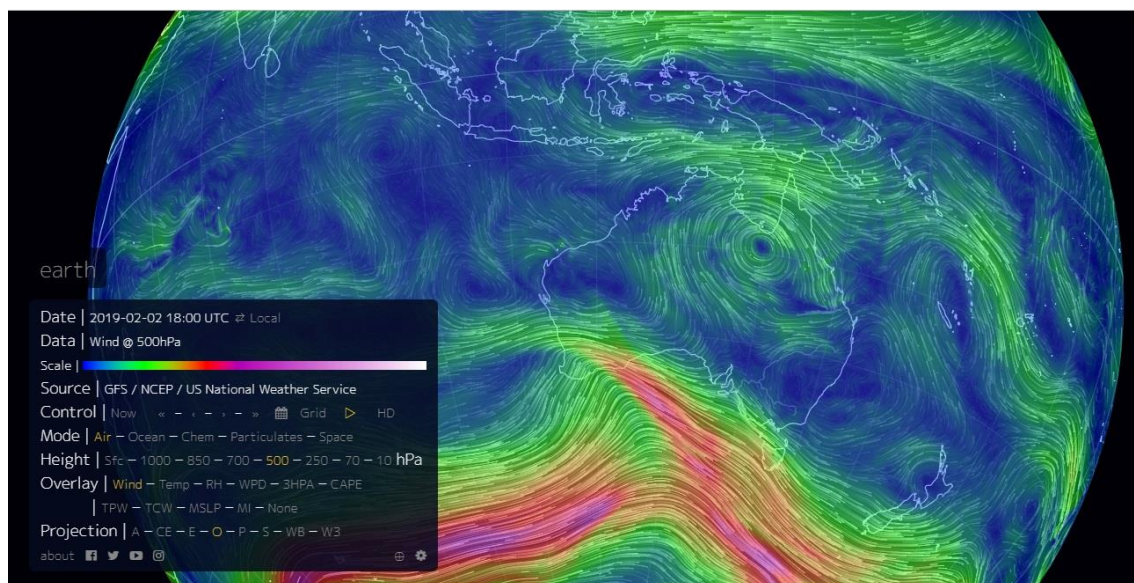 earth
Date | 2019-02-02 18:00 UTC ⇄ Local
Data | Wind @ 500hPa
Scale |
Source | GFS / NCEP / US National Weather Service
Control | Now « – ‹ – › – » Grid HD
Mode | Air – Ocean – Chem – Particulates – Space
Height | Sfc – 1000 – 850 – 700 – 500 – 250 – 70 – 10 hPa
Overlay | Wind – Temp – RH – WPD – 3HPA – CAPE
| TPW – TCW – MSLP – MI – None
Projection | A – CE – E – O – P – S – WB – W3
about